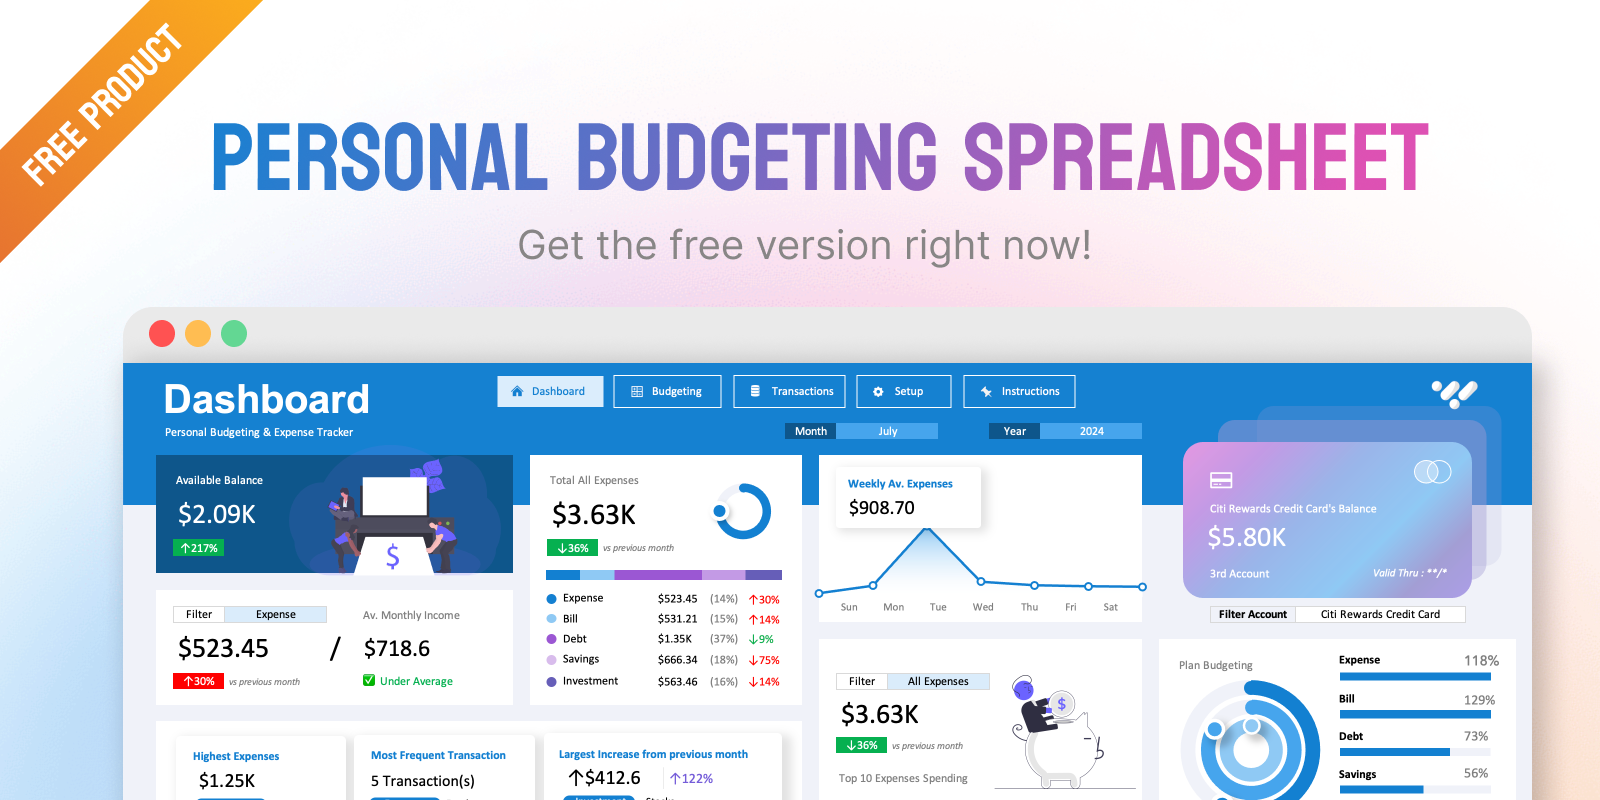 FREE PRODUCT
PERSONAL BUDGETING SPREADSHEET
Get the free version right now!
Dashboard
Personal Budgeting & Expense Tracker
Dashboard
Budgeting
Transactions
Setup
Instructions
Month July
Year 2024
Available Balance
$2.09K
↑217%
$
Filter Expense
$523.45
↑30% vs previous month
/
Av. Monthly Income
$718.6
Under Average
Total All Expenses
$3.63K
↓36% vs previous month
Expense $523.45 (14%) ↑30%
Bill $531.21 (15%) ↑14%
Debt $1.35K (37%) ↓9%
Savings $666.34 (18%) ↓75%
Investment $563.46 (16%) ↓14%
Weekly Av. Expenses
$908.70
Sun Mon Tue Wed Thu Fri Sat
Citi Rewards Credit Card's Balance
$5.80K
3rd Account Valid Thru : **/*
Filter Account Citi Rewards Credit Card
Highest Expenses
$1.25K
Most Frequent Transaction
5 Transaction(s)
Largest Increase from previous month
↑$412.6 ↑122%
Filter All Expenses
$3.63K
↓36% vs previous month
$
Top 10 Expenses Spending
Plan Budgeting
Expense 118%
Bill 129%
Debt 73%
Savings 56%